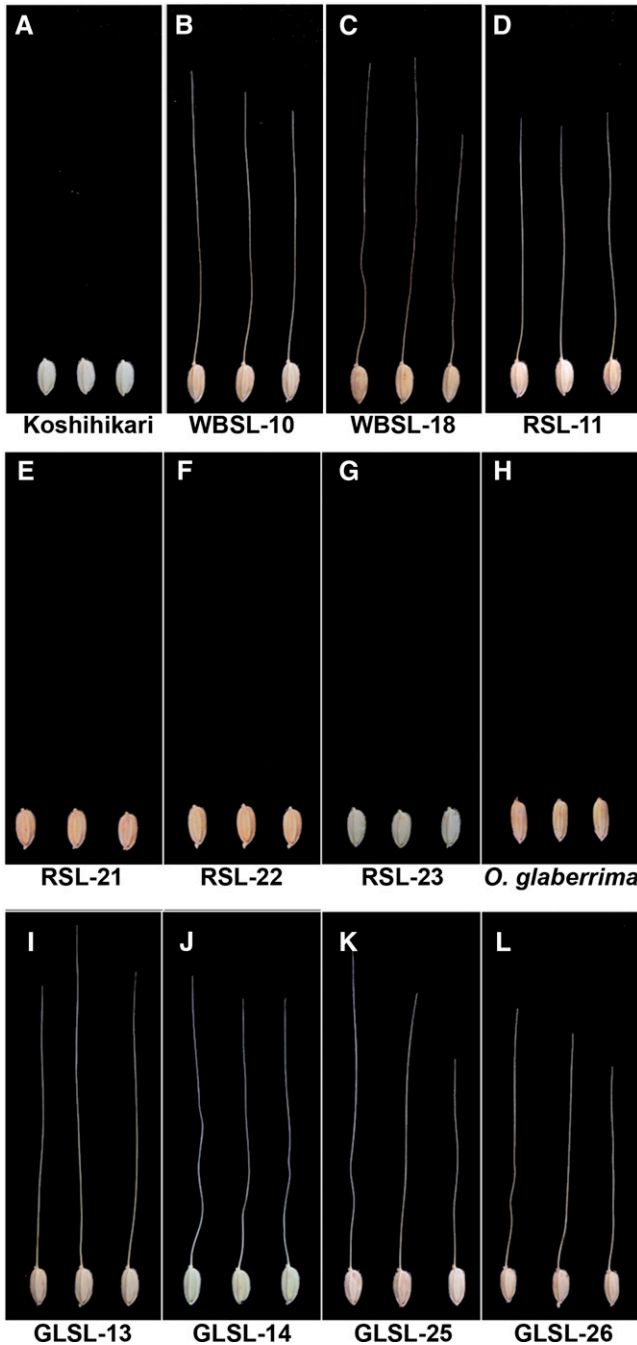 A B C D
Koshihikari WBSL-10 WBSL-18 RSL-11
E F G H
RSL-21 RSL-22 RSL-23 O. glaberrima
I J K L
GLSL-13 GLSL-14 GLSL-25 GLSL-26